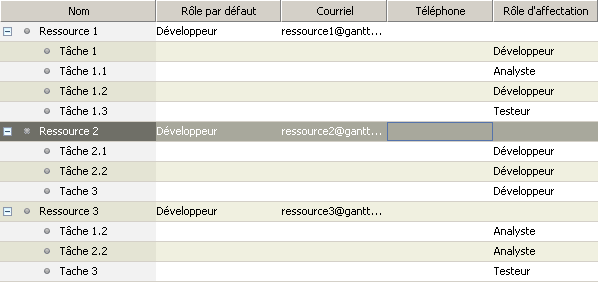 Nom Rôle par défaut Courriel Téléphone Rôle d'affectation
Ressource 1 Développeur ressource1@gantt...
Tâche 1 Développeur
Tâche 1.1 Analyste
Tâche 1.2 Développeur
Tâche 1.3 Testeur
Ressource 2 Développeur ressource2@gantt...
Tâche 2.1 Développeur
Tâche 2.2 Développeur
Tache 3 Développeur
Ressource 3 Développeur ressource3@gantt...
Tâche 1.2 Analyste
Tâche 2.2 Analyste
Tache 3 Testeur